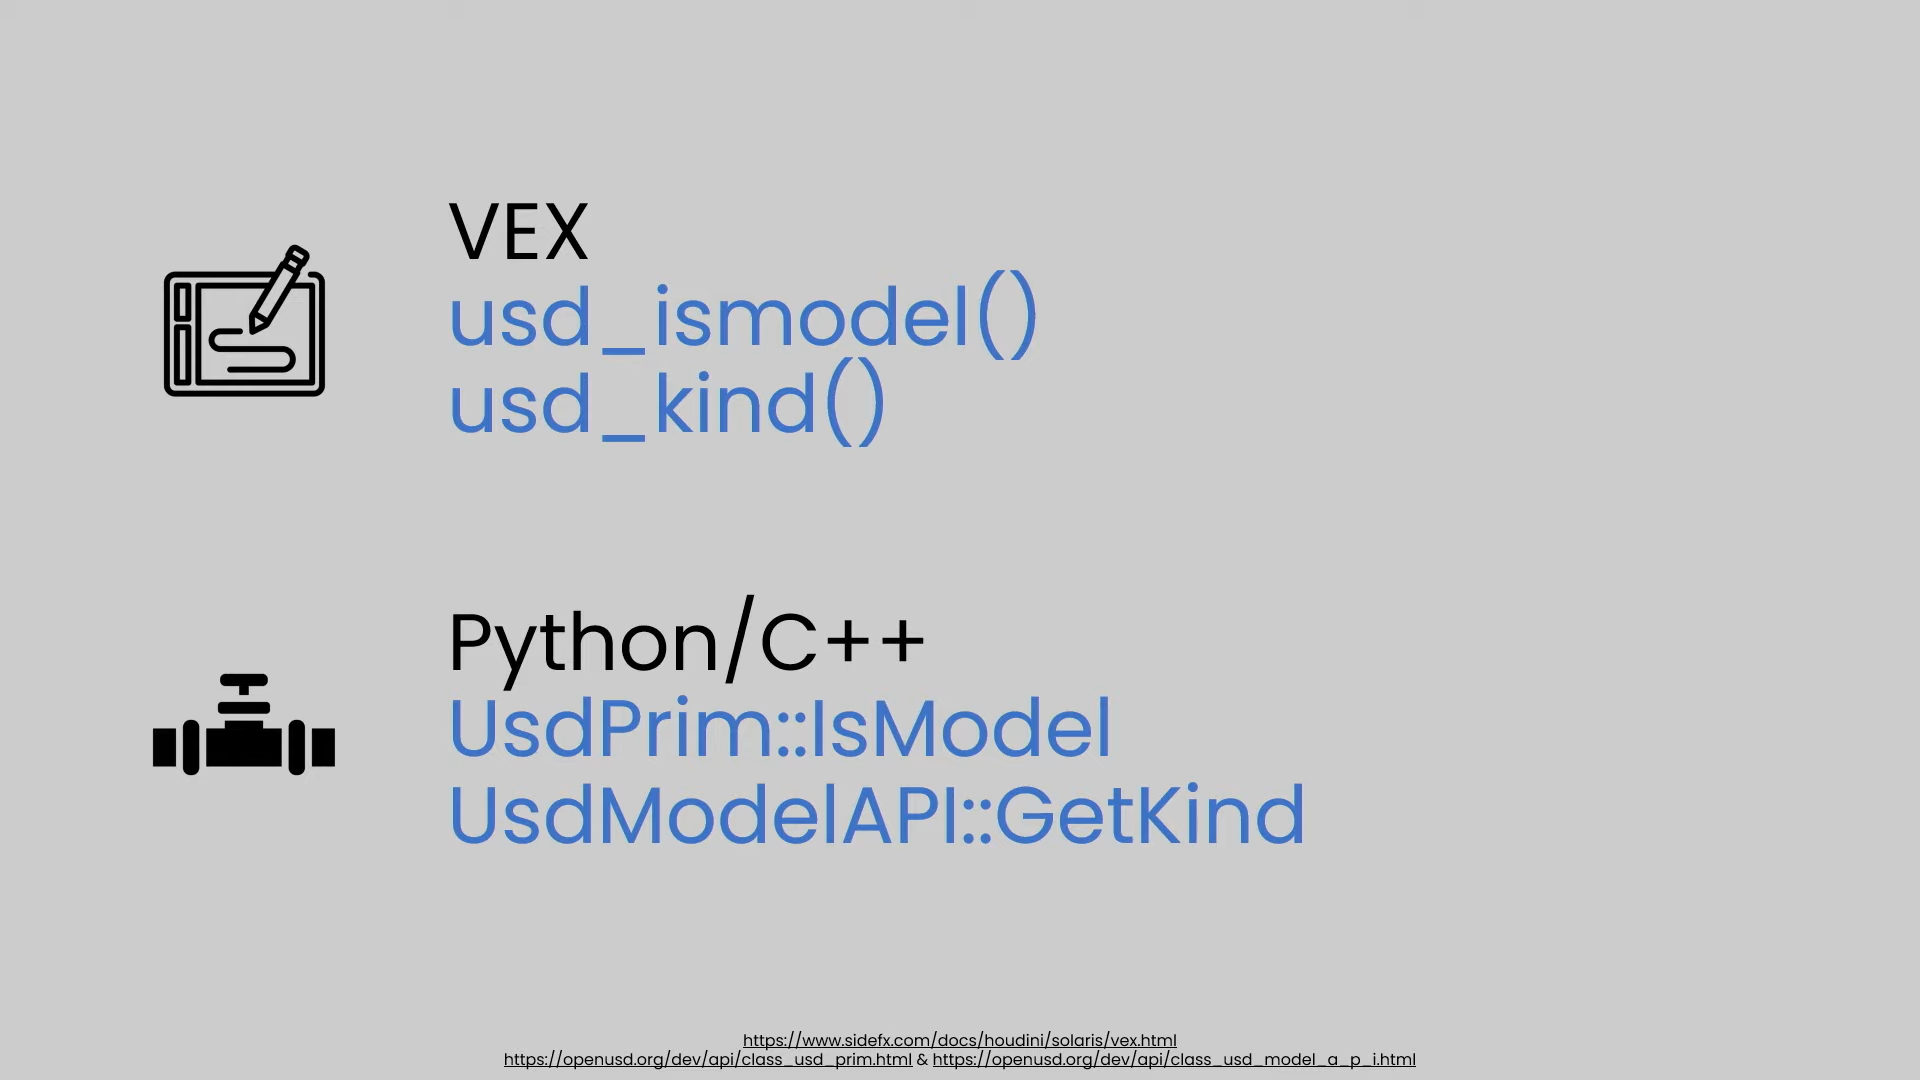 VEX
usd_ismodel()
usd_kind()
Python/C++
UsdPrim::IsModel
UsdModelAPI::GetKind
https://www.sidefx.com/docs/houdini/solaris/vex.html
https://openusd.org/dev/api/class_usd_prim.html & https://openusd.org/dev/api/class_usd_model_a_p_i.html